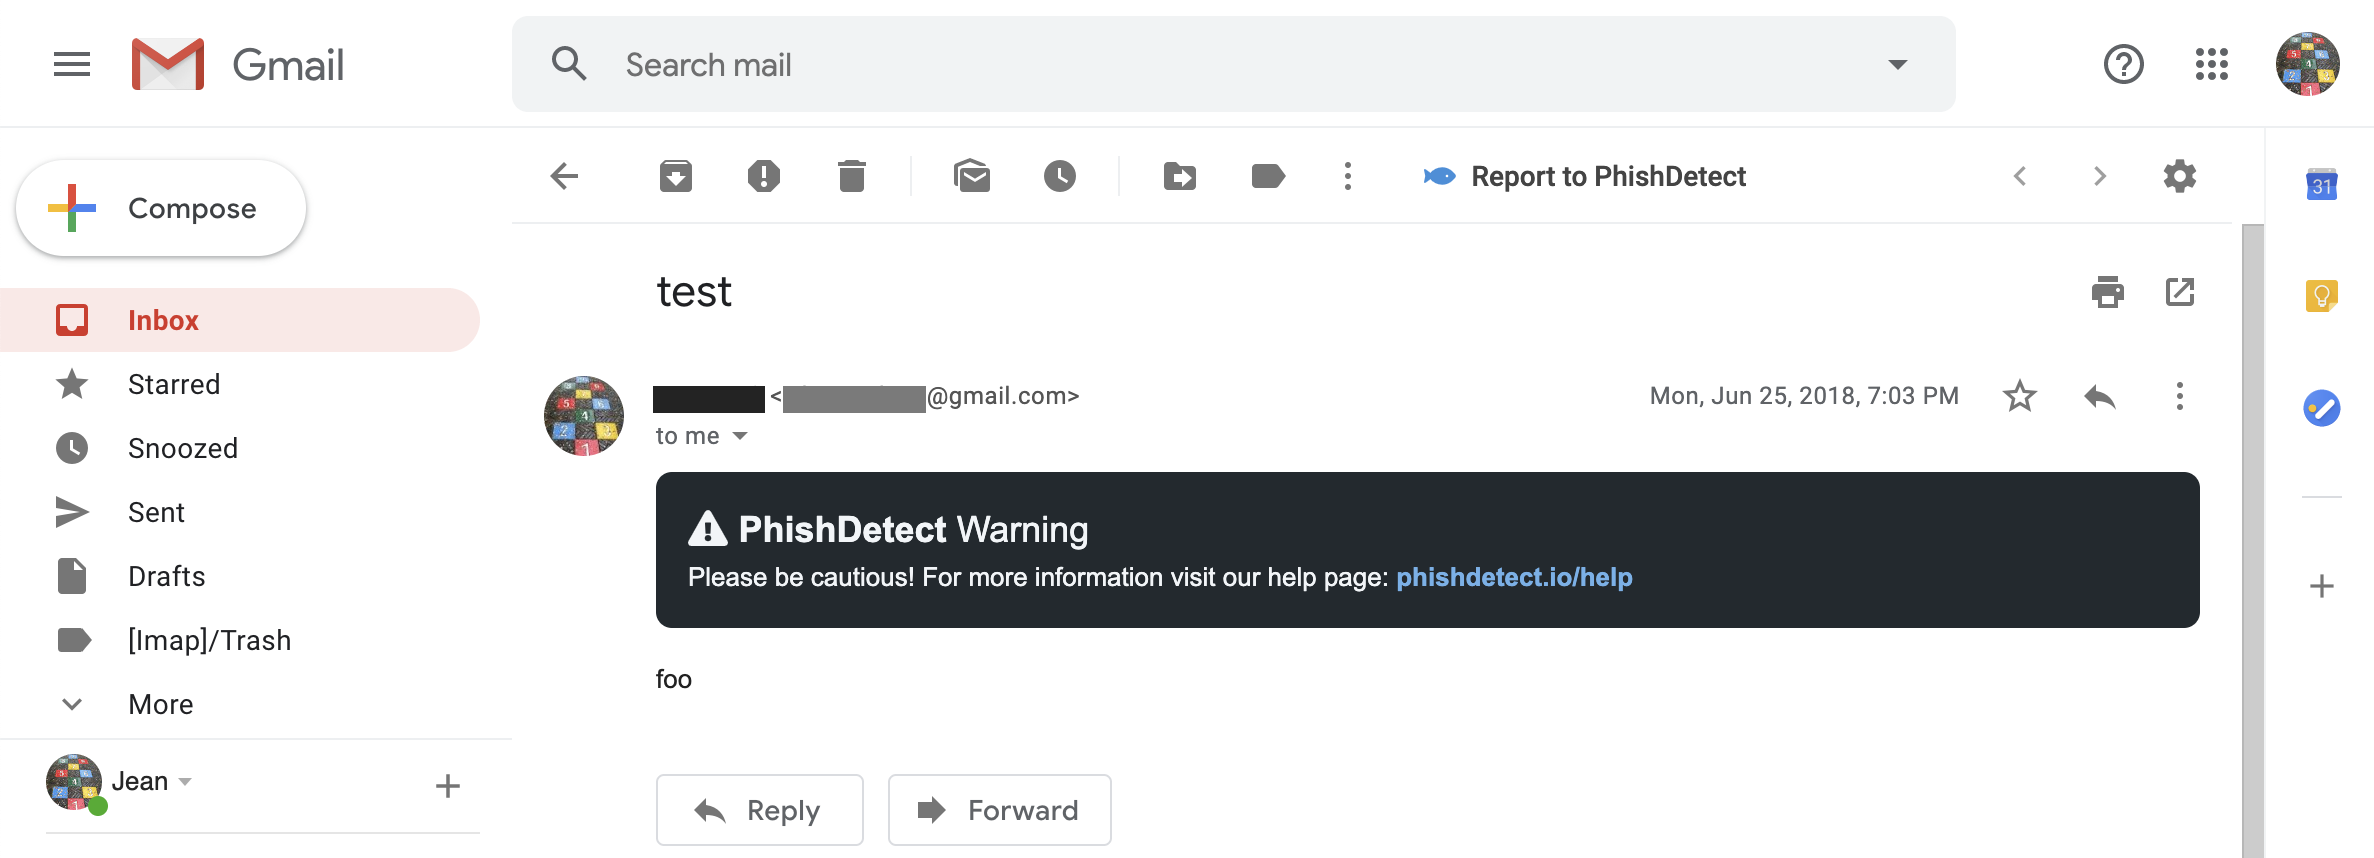 Gmail
Search mail
Compose
Report to PhishDetect
31
Inbox
Starred
Snoozed
Sent
Drafts
[Imap]/Trash
More
Jean
test
<@gmail.com>
Mon, Jun 25, 2018, 7:03 PM
to me
PhishDetect Warning
Please be cautious! For more information visit our help page: phishdetect.io/help
foo
Reply
Forward